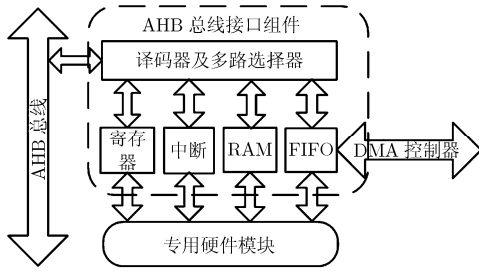 AHB 总线接口组件
译码器及多路选择器
AHB 总线
寄存器
中断
RAM
FIFO
DMA 控制器
专用硬件模块